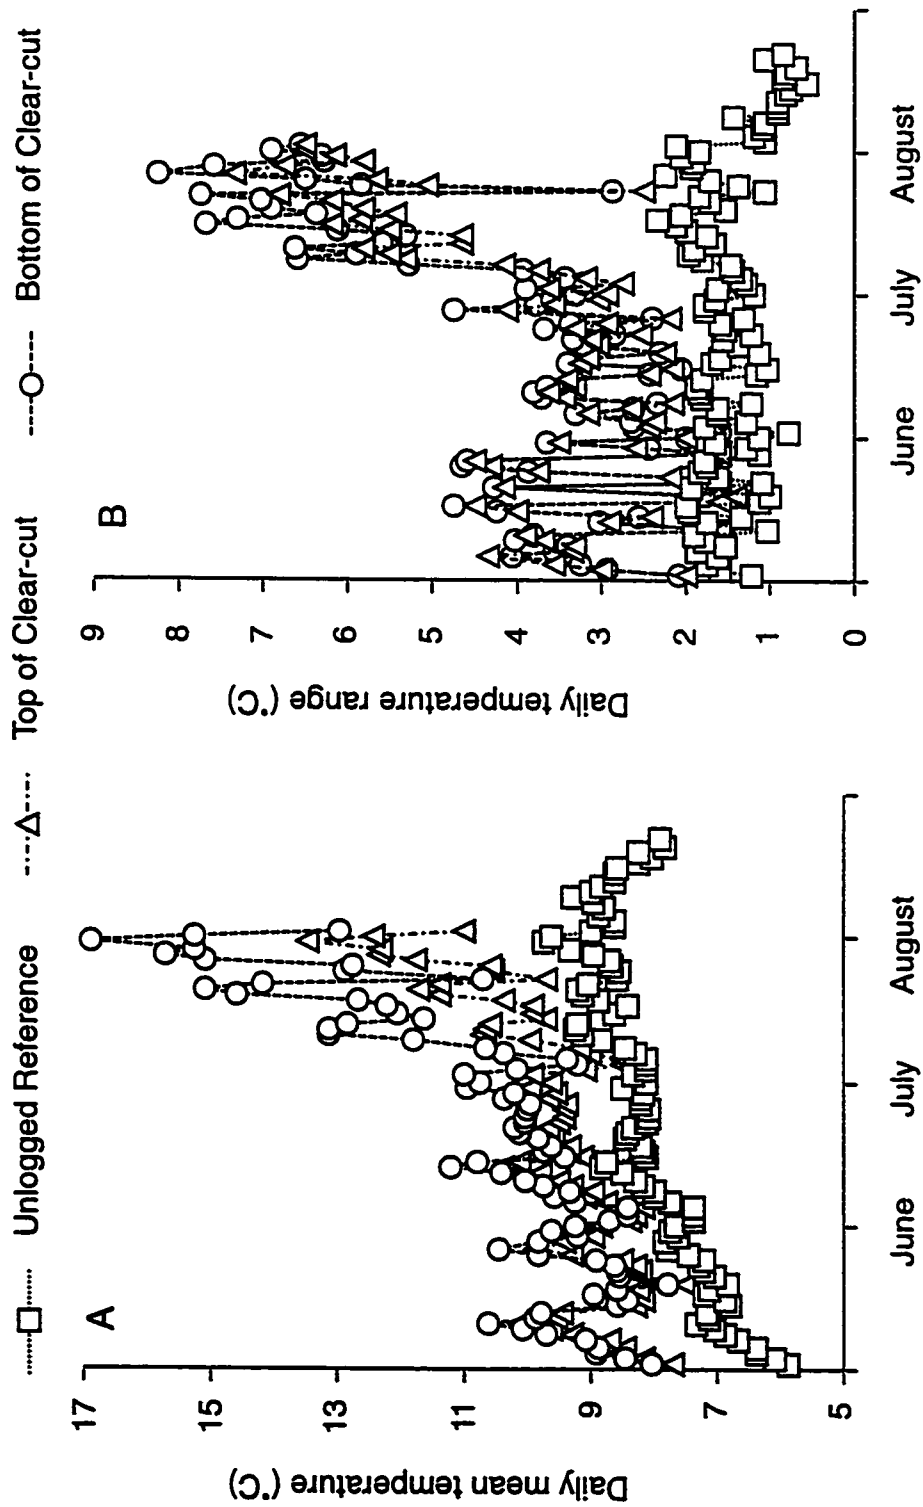 Unlogged Reference Top of Clear-cut Bottom of Clear-cut
A
Daily mean temperature (°C)
17
15
13
11
9
7
5
June July August
B
Daily temperature range (°C)
9
8
7
6
5
4
3
2
1
0
June July August